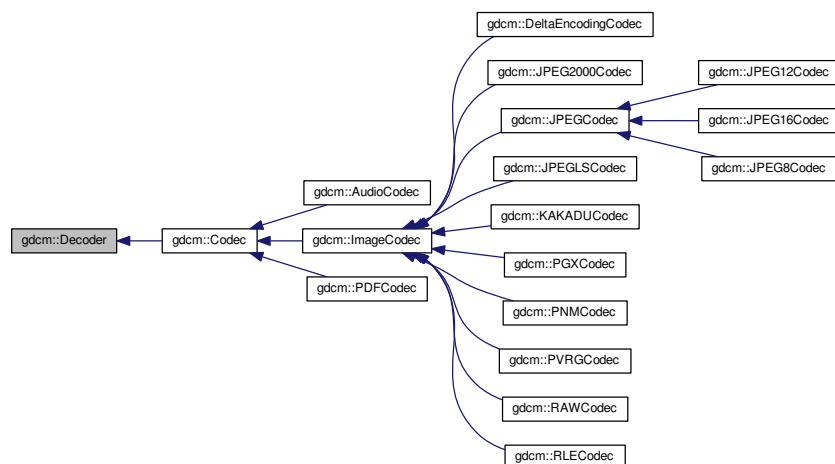 gdcm::DeltaEncodingCodec
gdcm::JPEG2000Codec
gdcm::JPEG12Codec
gdcm::JPEGCodec
gdcm::JPEG16Codec
gdcm::JPEGLSCodec
gdcm::JPEG8Codec
gdcm::AudioCodec
gdcm::KAKADUCodec
gdcm::Decoder
gdcm::Codec
gdcm::ImageCodec
gdcm::PGXCodec
gdcm::PDFCodec
gdcm::PNMCodec
gdcm::PVRGCodec
gdcm::RAWCodec
gdcm::RLECodec